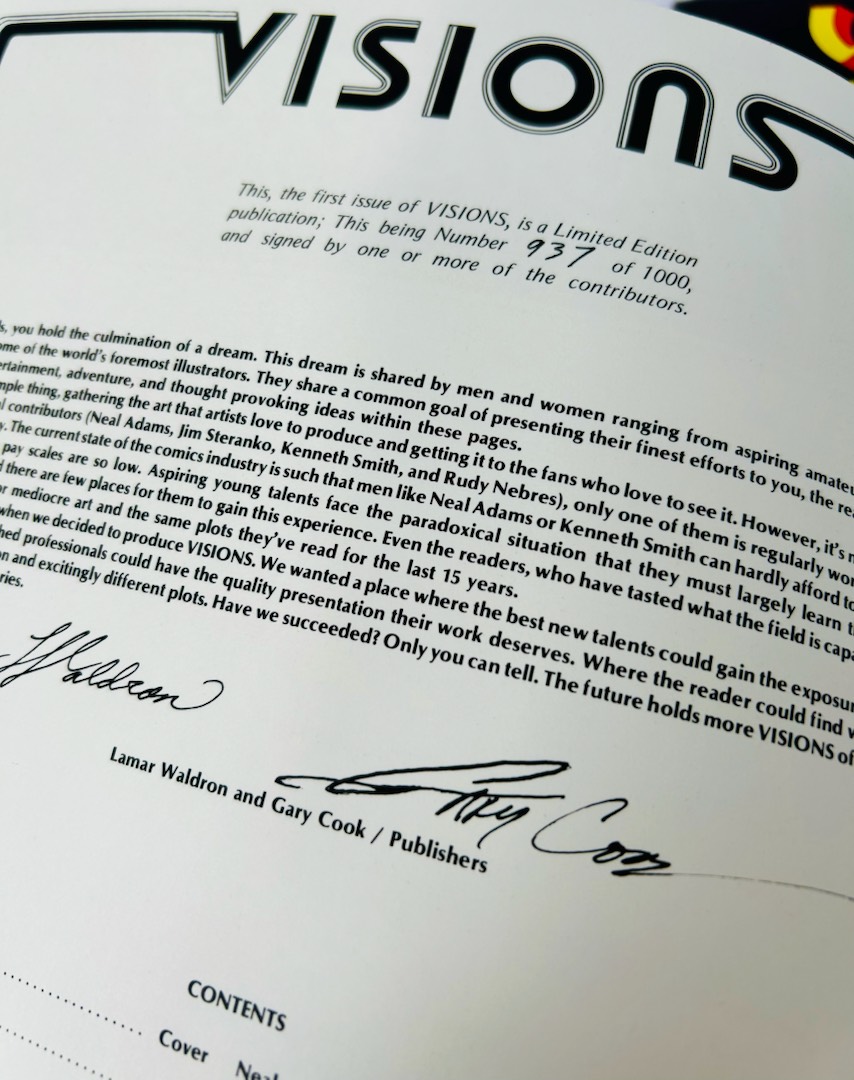 VISIONS
This, the first issue of VISIONS, is a Limited Edition
publication; This being Number 937 of 1000,
and signed by one or more of the contributors.
s, you hold the culmination of a dream. This dream is shared by men and women ranging from aspiring amateu
ome of the world's foremost illustrators. They share a common goal of presenting their finest efforts to you, the rea
ertainment, adventure, and thought provoking ideas within these pages.
mple thing, gathering the art that artists love to produce and getting it to the fans who love to see it. However, it's n
l contributors (Neal Adams, Jim Steranko, Kenneth Smith, and Rudy Nebres), only one of them is regularly wor
y. The current state of the comics industry is such that men like Neal Adams or Kenneth Smith can hardly afford to
pay scales are so low. Aspiring young talents face the paradoxical situation that they must largely learn t
d there are few places for them to gain this experience. Even the readers, who have tasted what the field is capa
or mediocre art and the same plots they've read for the last 15 years.
when we decided to produce VISIONS. We wanted a place where the best new talents could gain the exposur
hed professionals could have the quality presentation their work deserves. Where the reader could find w
n and excitingly different plots. Have we succeeded? Only you can tell. The future holds more VISIONS of
ries.
L Waldron
Gary Cook
Lamar Waldron and Gary Cook / Publishers
CONTENTS
Cover Neal